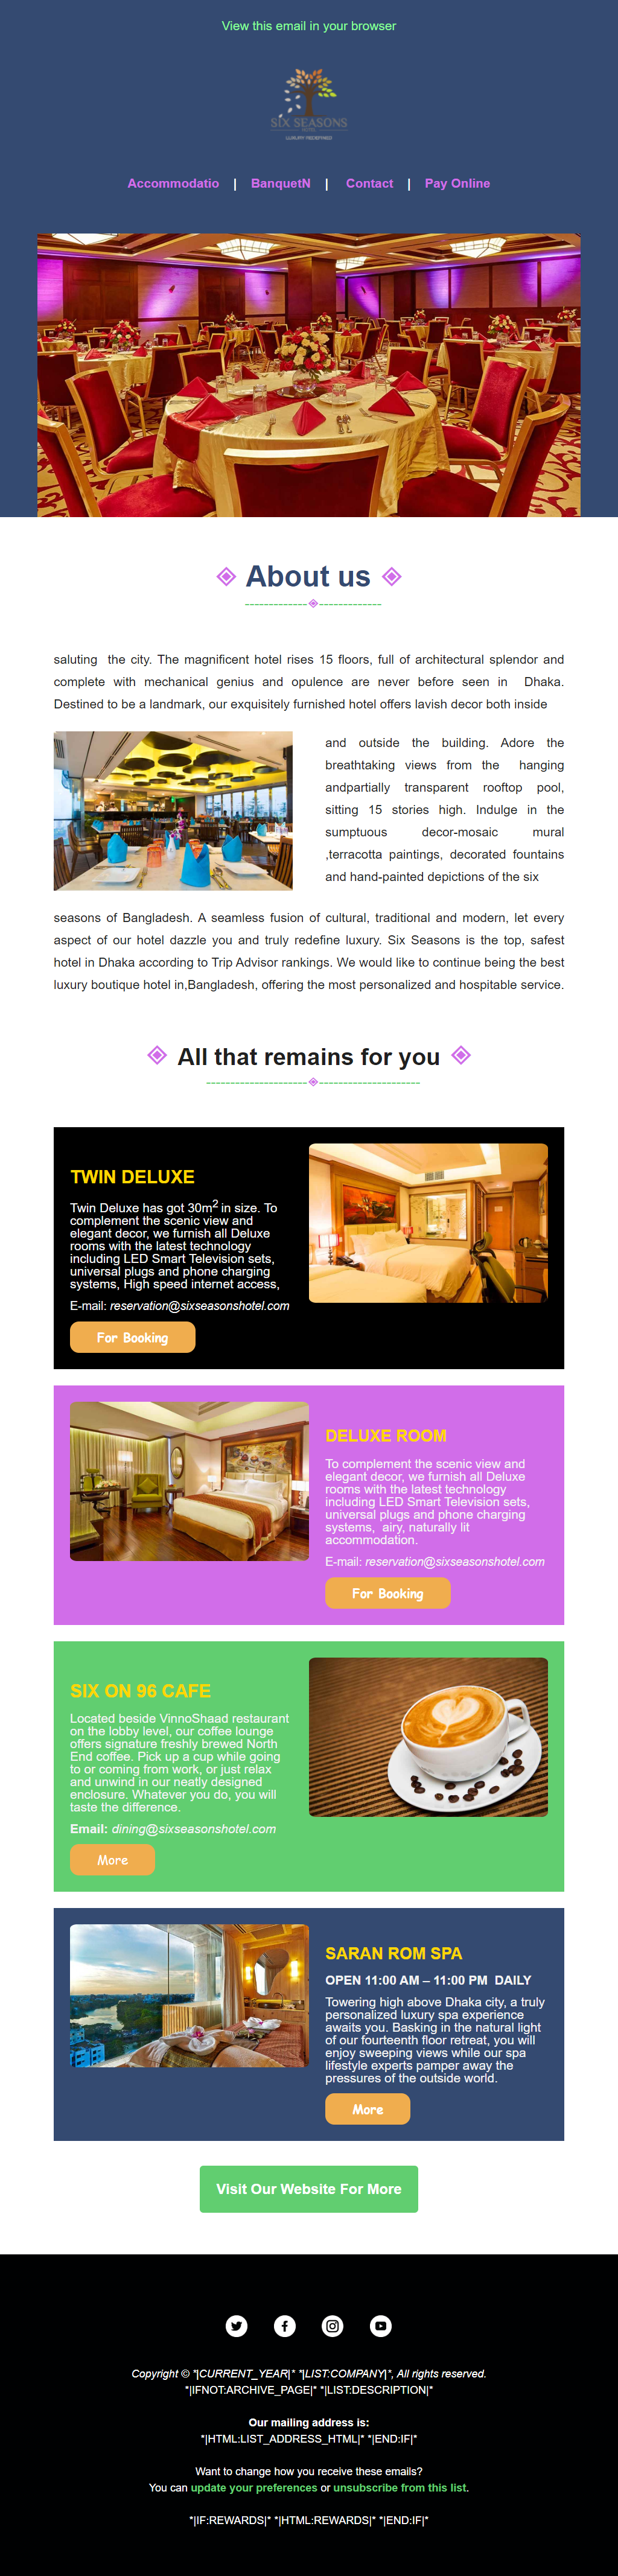 View this email in your browser
SIX SEASONS
LUXURY REDEFINED
Accommodatio | BanquetN | Contact | Pay Online
About us
saluting the city. The magnificent hotel rises 15 floors, full of architectural splendor and
complete with mechanical genius and opulence are never before seen in Dhaka.
Destined to be a landmark, our exquisitely furnished hotel offers lavish decor both inside
and outside the building. Adore the
breathtaking views from the hanging
andpartially transparent rooftop pool,
sitting 15 stories high. Indulge in the
sumptuous decor-mosaic mural
,terracotta paintings, decorated fountains
and hand-painted depictions of the six
seasons of Bangladesh. A seamless fusion of cultural, traditional and modern, let every
aspect of our hotel dazzle you and truly redefine luxury. Six Seasons is the top, safest
hotel in Dhaka according to Trip Advisor rankings. We would like to continue being the best
luxury boutique hotel in,Bangladesh, offering the most personalized and hospitable service.
All that remains for you
TWIN DELUXE
Twin Deluxe has got 30m² in size. To
complement the scenic view and
elegant decor, we furnish all Deluxe
rooms with the latest technology
including LED Smart Television sets,
universal plugs and phone charging
systems, High speed internet access,
E-mail: reservation@sixseasonshotel.com
For Booking
DELUXE ROOM
To complement the scenic view and
elegant decor, we furnish all Deluxe
rooms with the latest technology
including LED Smart Television sets,
universal plugs and phone charging
systems, airy, naturally lit
accommodation.
E-mail: reservation@sixseasonshotel.com
For Booking
SIX ON 96 CAFE
Located beside VinnoShaad restaurant
on the lobby level, our coffee lounge
offers signature freshly brewed North
End coffee. Pick up a cup while going
to or coming from work, or just relax
and unwind in our neatly designed
enclosure. Whatever you do, you will
taste the difference.
Email: dining@sixseasonshotel.com
More
SARAN ROM SPA
OPEN 11:00 AM – 11:00 PM DAILY
Towering high above Dhaka city, a truly
personalized luxury spa experience
awaits you. Basking in the natural light
of our fourteenth floor retreat, you will
enjoy sweeping views while our spa
lifestyle experts pamper away the
pressures of the outside world.
More
Visit Our Website For More
Copyright © *|CURRENT_YEAR|* *|LIST:COMPANY|*, All rights reserved.
*|IFNOT:ARCHIVE_PAGE|* *|LIST:DESCRIPTION|*
Our mailing address is:
*|HTML:LIST_ADDRESS_HTML|* *|END:IF|*
Want to change how you receive these emails?
You can update your preferences or unsubscribe from this list.
*|IF:REWARDS|* *|HTML:REWARDS|* *|END:IF|*